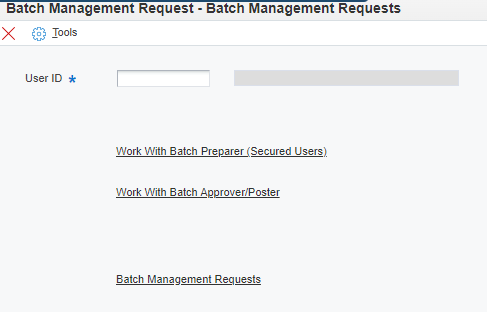 Batch Management Request - Batch Management Requests
Tools
User ID *
Work With Batch Preparer (Secured Users)
Work With Batch Approver/Poster
Batch Management Requests